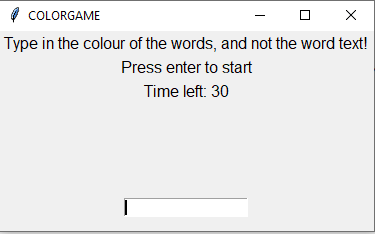 COLORGAME
Type in the colour of the words, and not the word text!
Press enter to start
Time left: 30